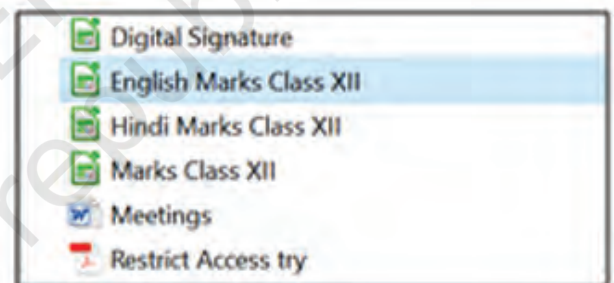 Digital Signature
English Marks Class XII
Hindi Marks Class XII
Marks Class XII
Meetings
Restrict Access try